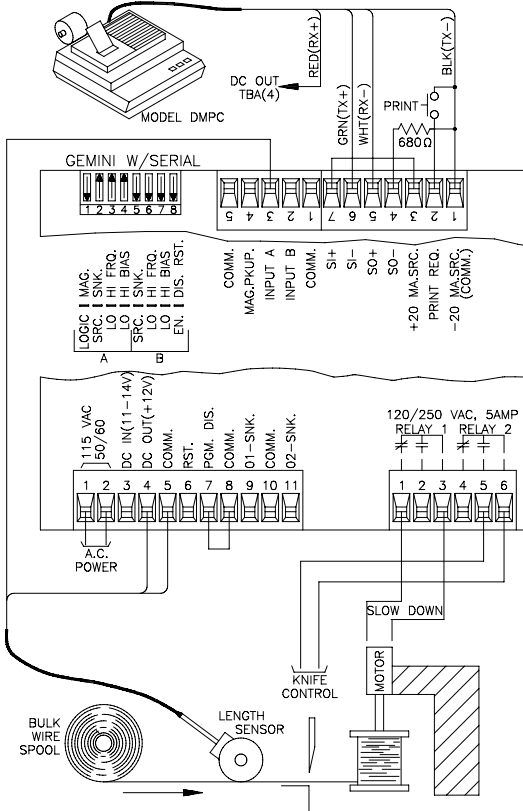 RED(RX+)
BLK(TX-)
DC OUT
TBA(4)
GRN(TX+)
WHT(RX-)
PRINT
680Ω
MODEL DMPC
GEMINI W/SERIAL
1 2 3 4 5 6 7 8
5 4 3 2 1 7 6 5 4 3 2 1
LOGIC MAG.
SRC. SNK.
LO HI FRQ.
LO HI BIAS
SRC. SNK.
LO HI FRQ.
LO HI BIAS
EN. DIS. RST.
A B
COMM.
MAG.PKUP.
INPUT A
INPUT B
COMM.
SI+
SI-
SO+
SO-
+20 MA.SRC.
PRINT REQ.
-20 MA.SRC.
(COMM.)
115 VAC
50/60
DC IN(11-14V)
DC OUT(+12V)
COMM.
RST.
PGM. DIS.
COMM.
O1-SNK.
COMM.
O2-SNK.
120/250 VAC, 5AMP
RELAY 1 RELAY 2
1 2 3 4 5 6 7 8 9 10 11
1 2 3 4 5 6
A.C.
POWER
SLOW DOWN
MOTOR
KNIFE
CONTROL
LENGTH
SENSOR
BULK
WIRE
SPOOL